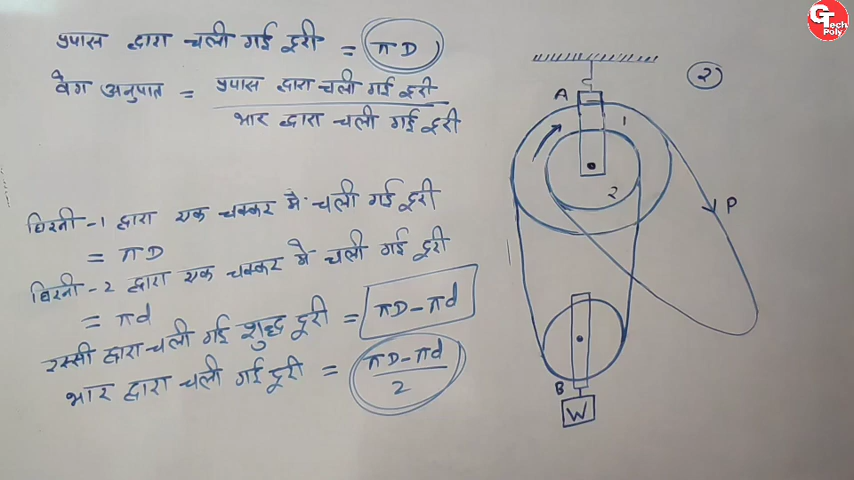 प्रयास द्वारा चली गई दूरी = πD
वेग अनुपात = प्रयास द्वारा चली गई दूरी
भार द्वारा चली गई दूरी
घिरनी-1 द्वारा एक चक्कर में चली गई दूरी
= πD
घिरनी-2 द्वारा एक चक्कर में चली गई दूरी
= πd
रस्सी द्वारा चली गई शुद्ध दूरी = πD-πd
भार द्वारा चली गई दूरी = πD-πd
2
2
A
1
2
P
B
W
GTech
Poly